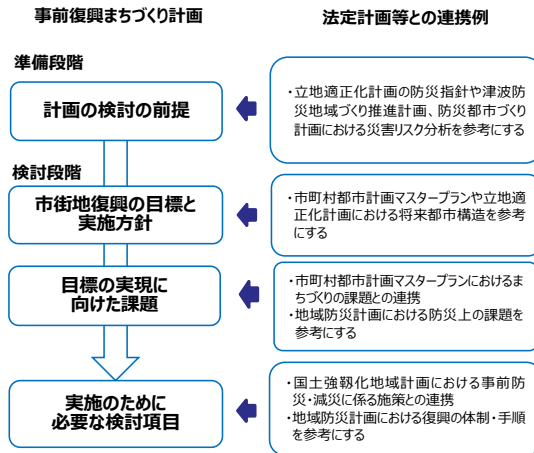 事前復興まちづくり計画
法定計画等との連携例
準備段階
計画の検討の前提
・立地適正化計画の防災指針や津波防
災地域づくり推進計画、防災都市づくり
計画における災害リスク分析を参考にする
検討段階
市街地復興の目標と
実施方針
・市町村都市計画マスタープランや立地適
正化計画における将来都市構造を参考
にする
目標の実現に
向けた課題
・市町村都市計画マスタープランにおけるま
ちづくりの課題との連携
・地域防災計画における防災上の課題を
参考にする
実施のために
必要な検討項目
・国土強靱化地域計画における事前防
災・減災に係る施策との連携
・地域防災計画における復興の体制・手順
を参考にする